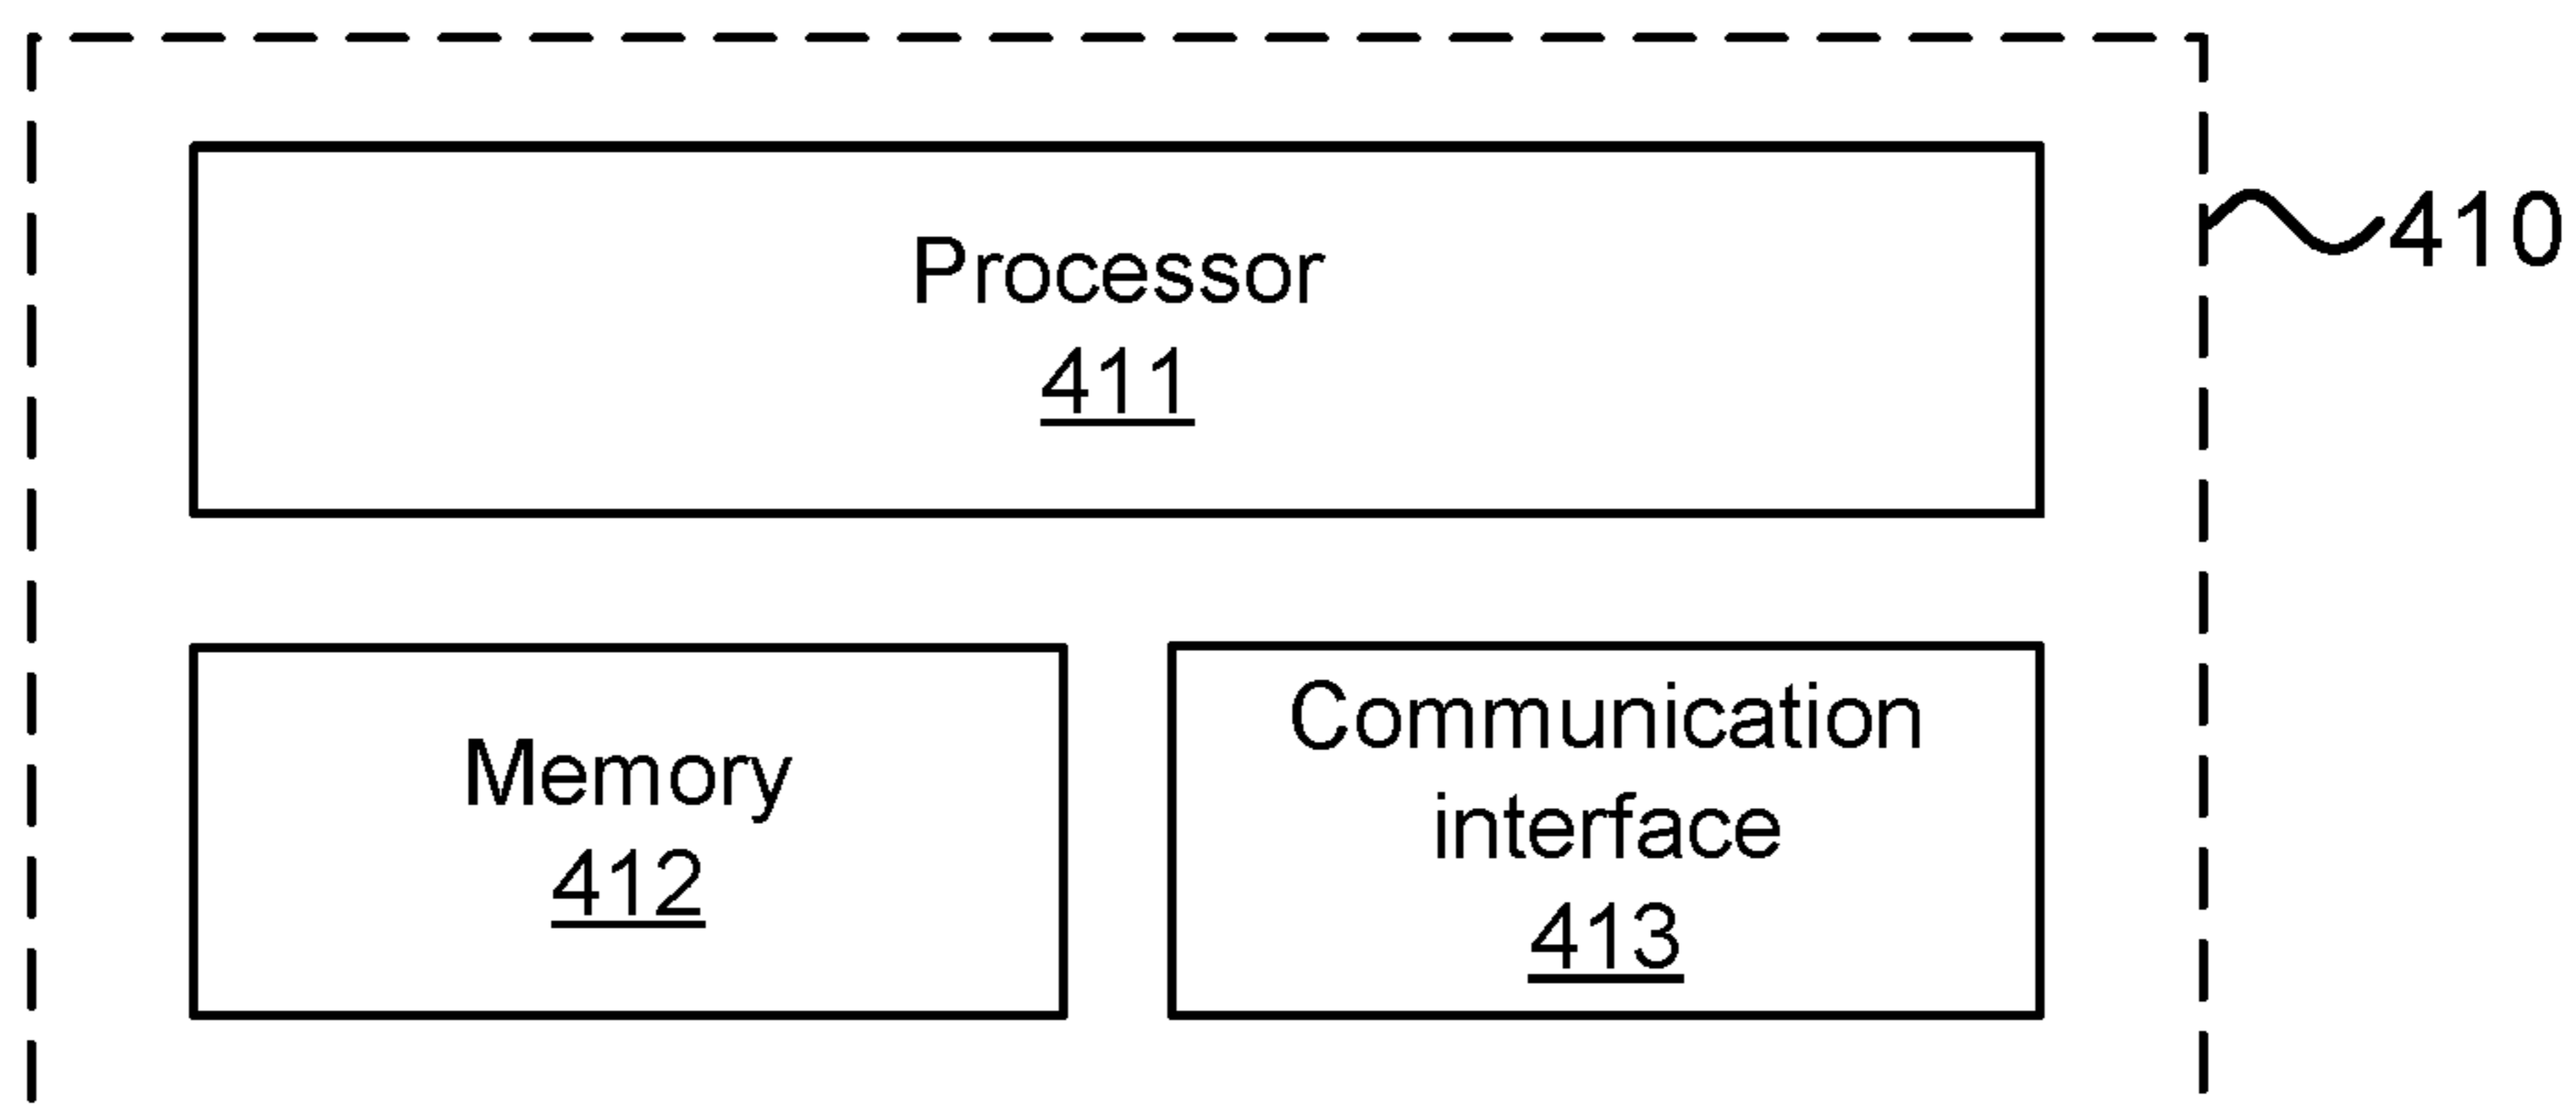 Processor
411
410
Memory
412
Communication
interface
413